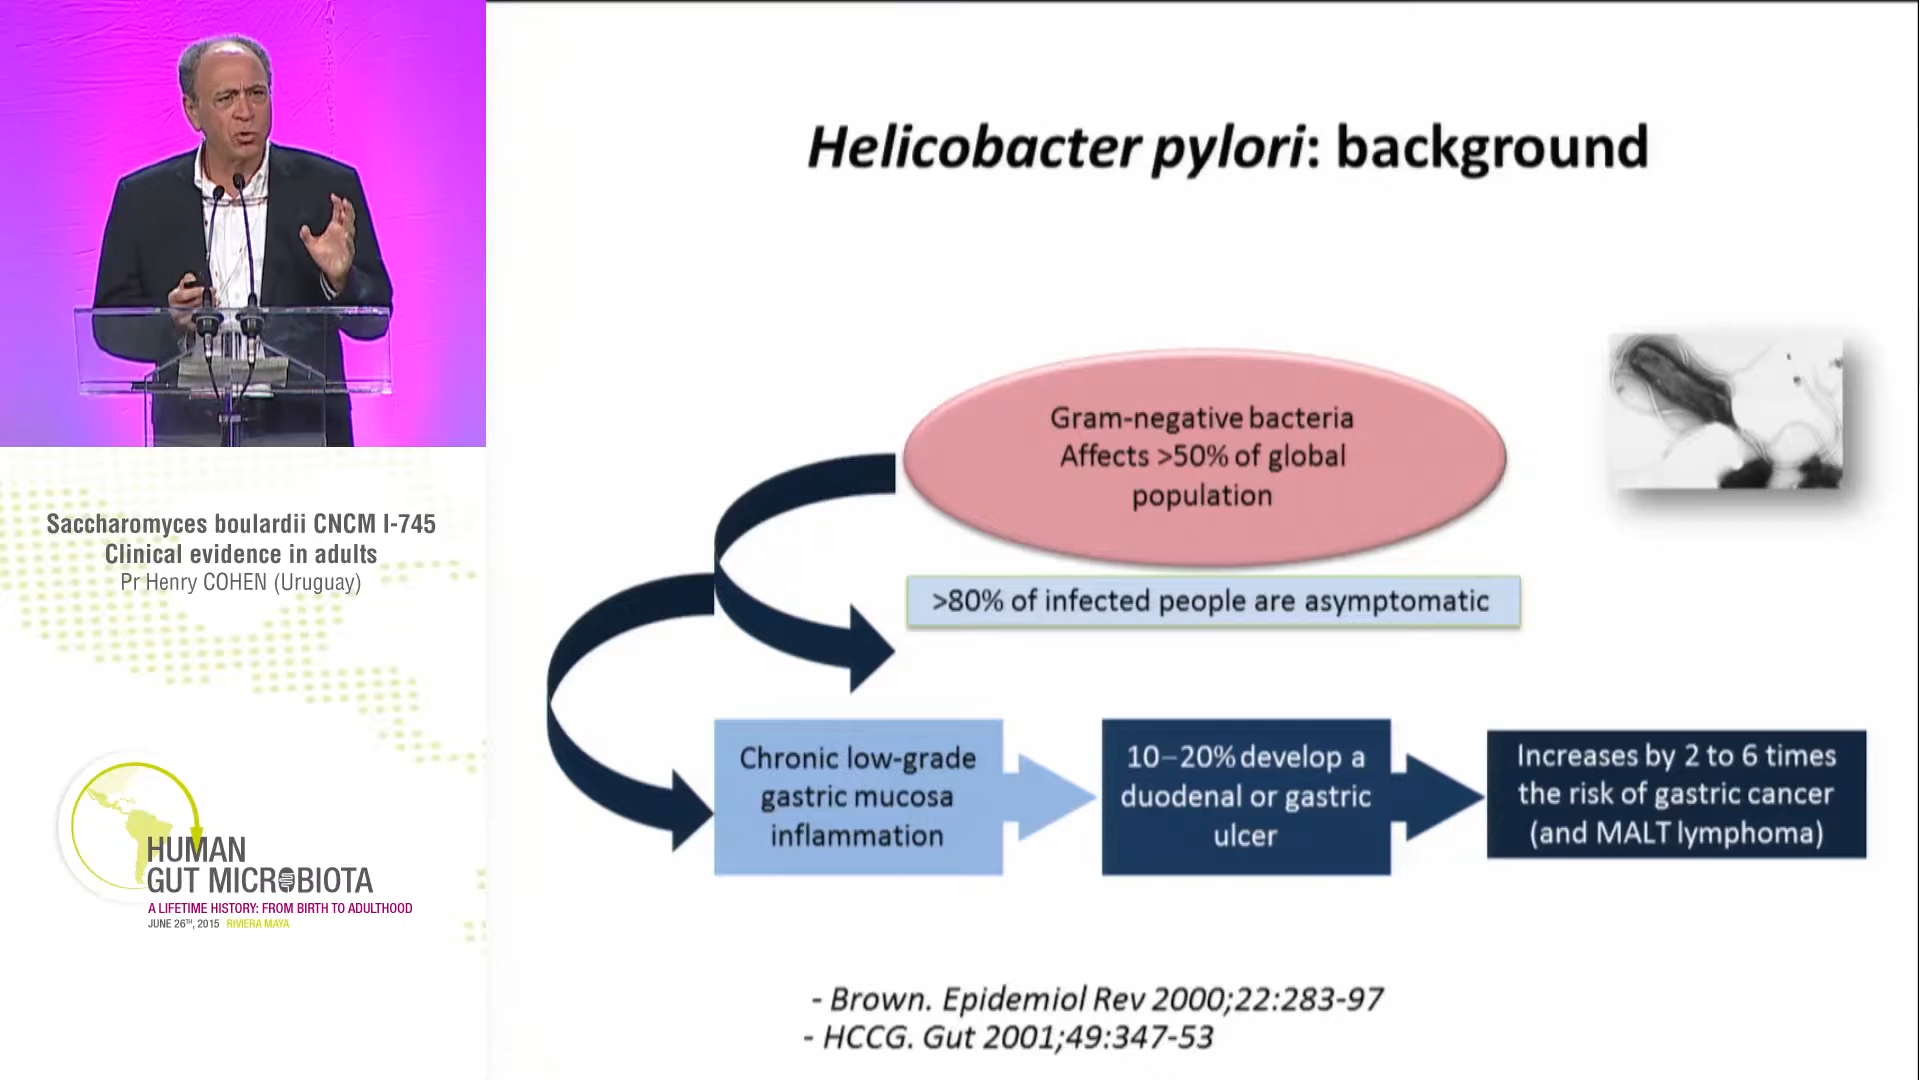 Helicobacter pylori: background
Gram-negative bacteria
Affects >50% of global
population
>80% of infected people are asymptomatic
Chronic low-grade
gastric mucosa
inflammation
10–20% develop a
duodenal or gastric
ulcer
Increases by 2 to 6 times
the risk of gastric cancer
(and MALT lymphoma)
- Brown. Epidemiol Rev 2000;22:283-97
- HCCG. Gut 2001;49:347-53
Saccharomyces boulardii CNCM I-745
Clinical evidence in adults
Pr Henry COHEN (Uruguay)
HUMAN
GUT MICROBIOTA
A LIFETIME HISTORY: FROM BIRTH TO ADULTHOOD
JUNE 26TH, 2015 RIVIERA MAYA